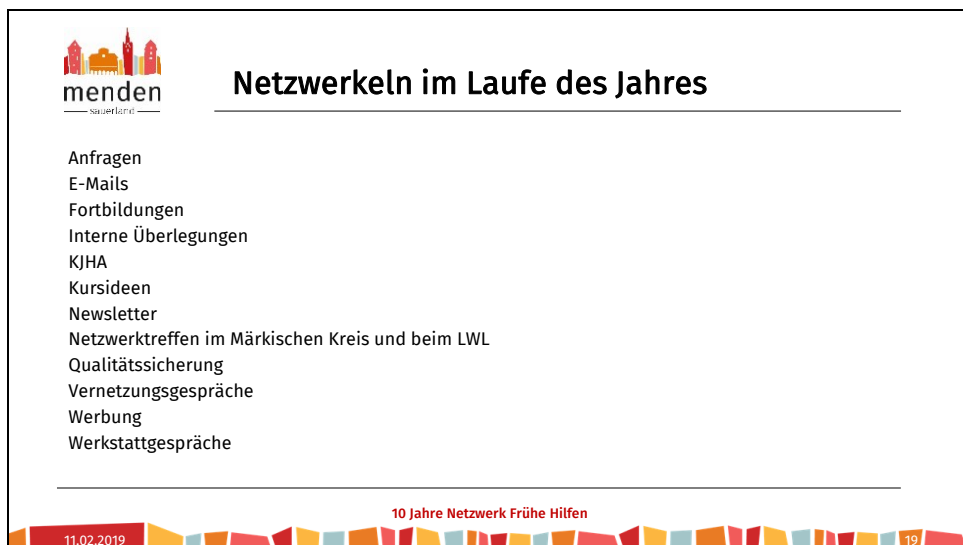 menden
sauerland
Netzwerkeln im Laufe des Jahres
Anfragen
E-Mails
Fortbildungen
Interne Überlegungen
KJHA
Kursideen
Newsletter
Netzwerktreffen im Märkischen Kreis und beim LWL
Qualitätssicherung
Vernetzungsgespräche
Werbung
Werkstattgespräche
10 Jahre Netzwerk Frühe Hilfen
11.02.2019
19